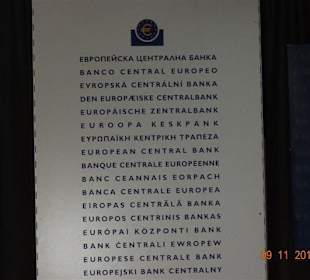 ЕВРОПЕЙСКА ЦЕНТРАЛНА БАНКА
BANCO CENTRAL EUROPEO
EVROPSKÁ CENTRÁLNÍ BANKA
DEN EUROPÆISKE CENTRALBANK
EUROPÄISCHE ZENTRALBANK
EUROOPA KESKPANK
ΕΥΡΩΠΑΪΚΗ ΚΕΝΤΡΙΚΗ ΤΡΑΠΕΖΑ
EUROPEAN CENTRAL BANK
BANQUE CENTRALE EUROPÉENNE
BANC CEANNAIS EORPACH
BANCA CENTRALE EUROPEA
EIROPAS CENTRĀLĀ BANKA
EUROPOS CENTRINIS BANKAS
EURÓPAI KÖZPONTI BANK
BANK ĊENTRALI EWROPEW
EUROPESE CENTRALE BANK
EUROPEJSKI BANK CENTRALNY
09 11 201